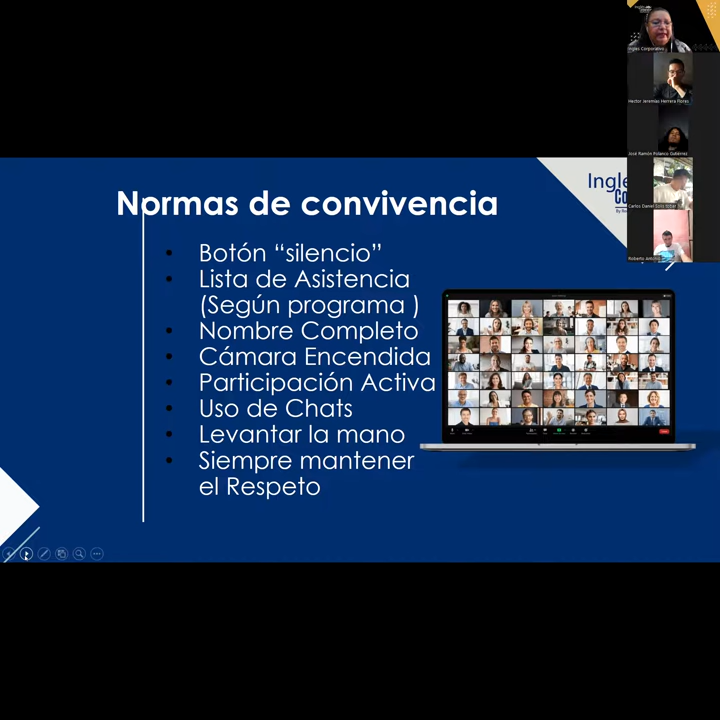 Normas de convivencia
Botón “silencio”
Lista de Asistencia
(Según programa )
Nombre Completo
Cámara Encendida
Participación Activa
Uso de Chats
Levantar la mano
Siempre mantener
el Respeto
Ingles Corporativo
Hector Jeremias Herrera Flores
José Ramón Polanco Gutiérrez
Carlos Daniel
Roberto Antonio